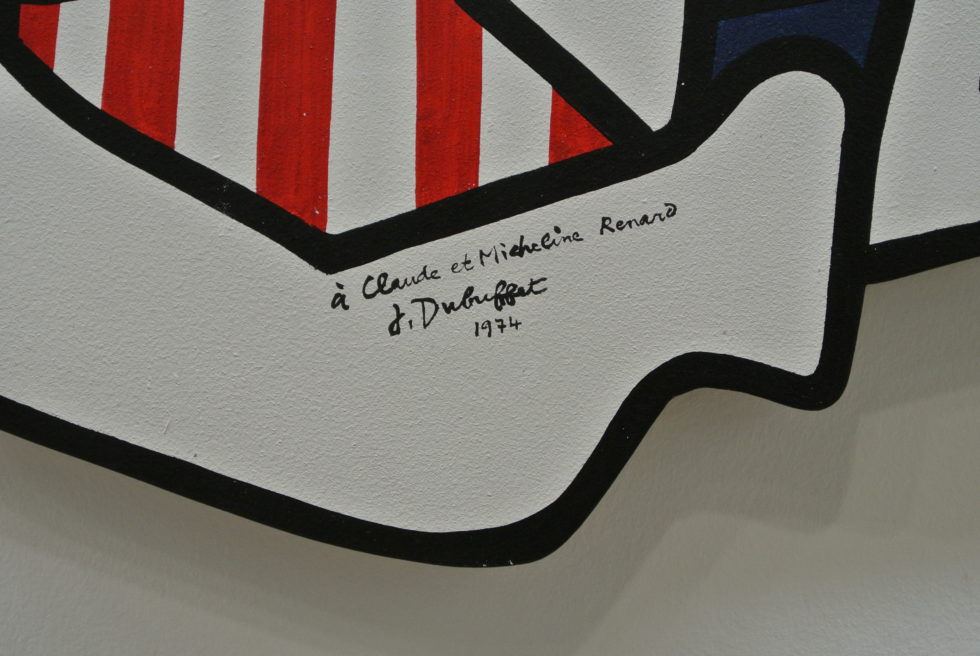 à Claude et Micheline Renard
J. Dubuffet
1974